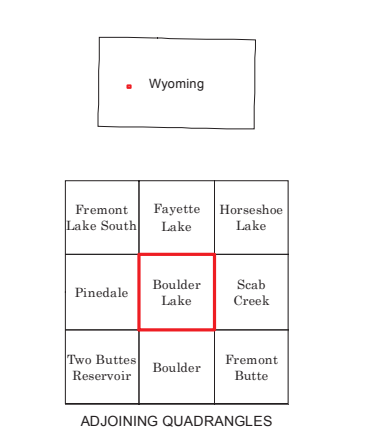 Wyoming
Fremont
Lake South
Fayette
Lake
Horseshoe
Lake
Pinedale
Boulder
Lake
Scab
Creek
Two Buttes
Reservoir
Boulder
Fremont
Butte
ADJOINING QUADRANGLES